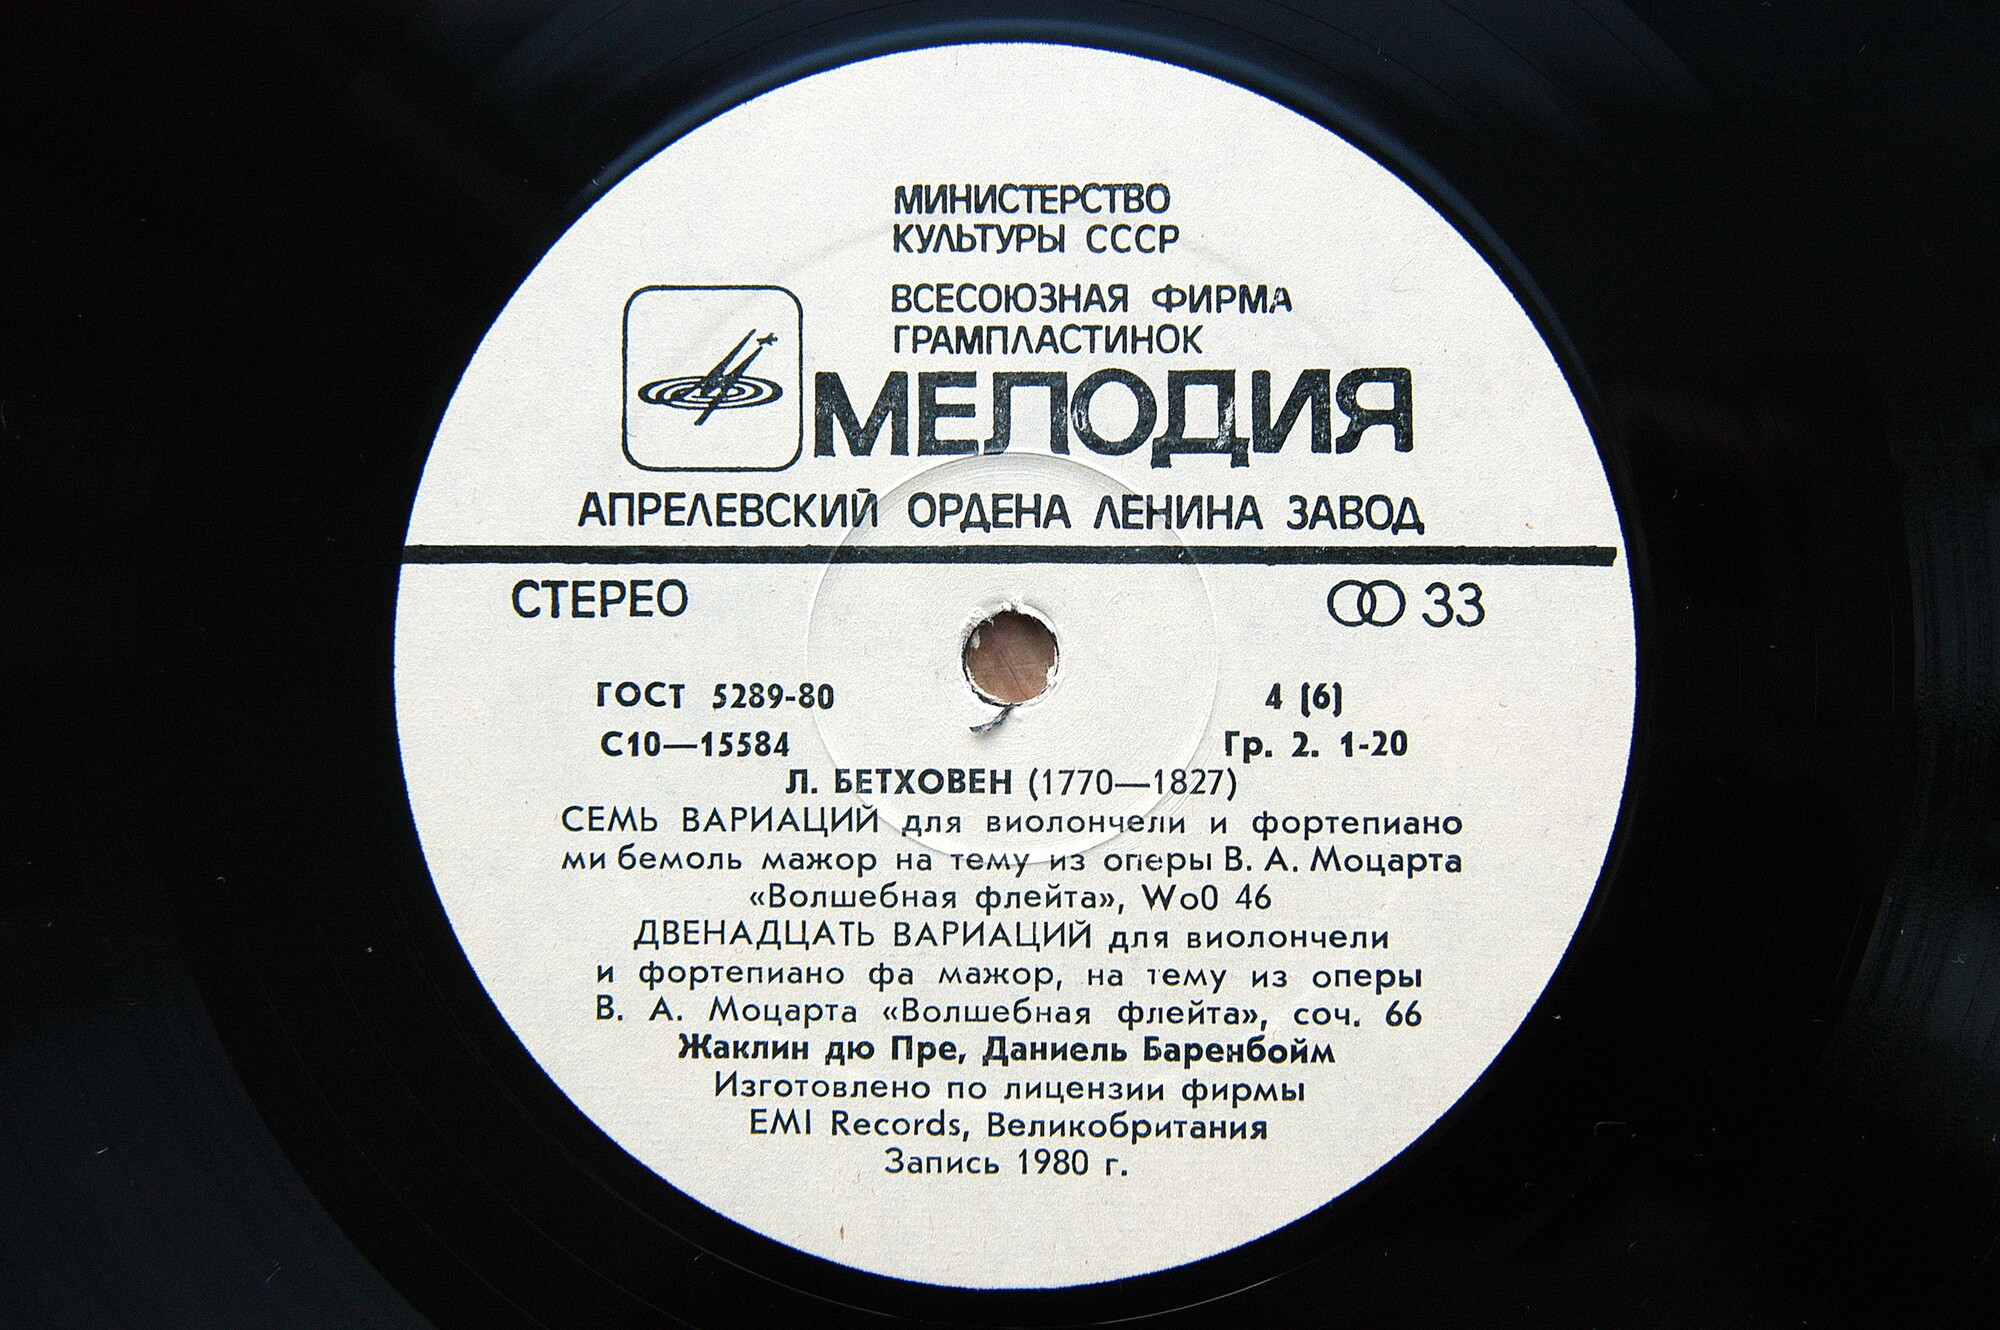 МИНИСТЕРСТВО
КУЛЬТУРЫ СССР
ВСЕСОЮЗНАЯ ФИРМА
ГРАМПЛАСТИНОК
МЕЛОДИЯ
АПРЕЛЕВСКИЙ ОРДЕНА ЛЕНИНА ЗАВОД
СТЕРЕО 33
ГОСТ 5289-80 4 (6)
С10—15584 Гр. 2. 1-20
Л. БЕТХОВЕН (1770—1827)
СЕМЬ ВАРИАЦИЙ для виолончели и фортепиано
ми бемоль мажор на тему из оперы В. А. Моцарта
«Волшебная флейта», WoO 46
ДВЕНАДЦАТЬ ВАРИАЦИЙ для виолончели
и фортепиано фа мажор, на тему из оперы
В. А. Моцарта «Волшебная флейта», соч. 66
Жаклин дю Пре, Даниель Баренбойм
Изготовлено по лицензии фирмы
EMI Records, Великобритания
Запись 1980 г.